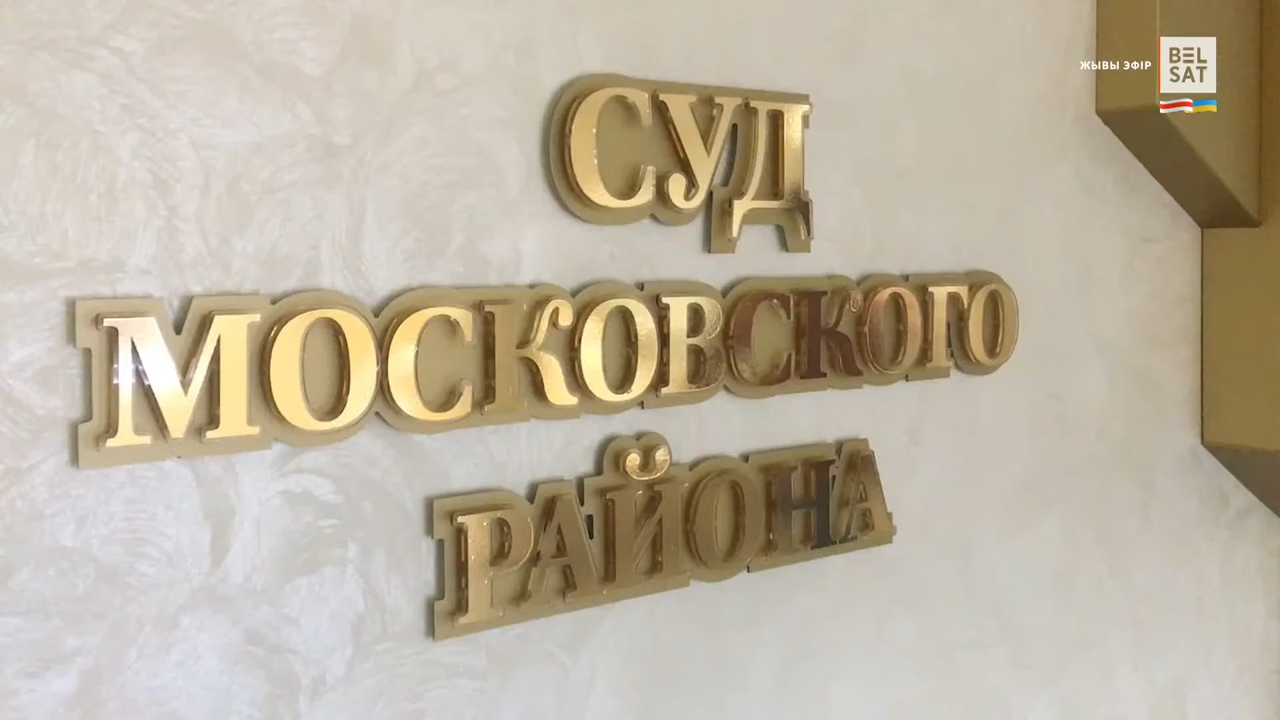 СУД
МОСКОВСКОГО
РАЙОНА
ЖЫВЫ ЭФІР
BEL
SAT